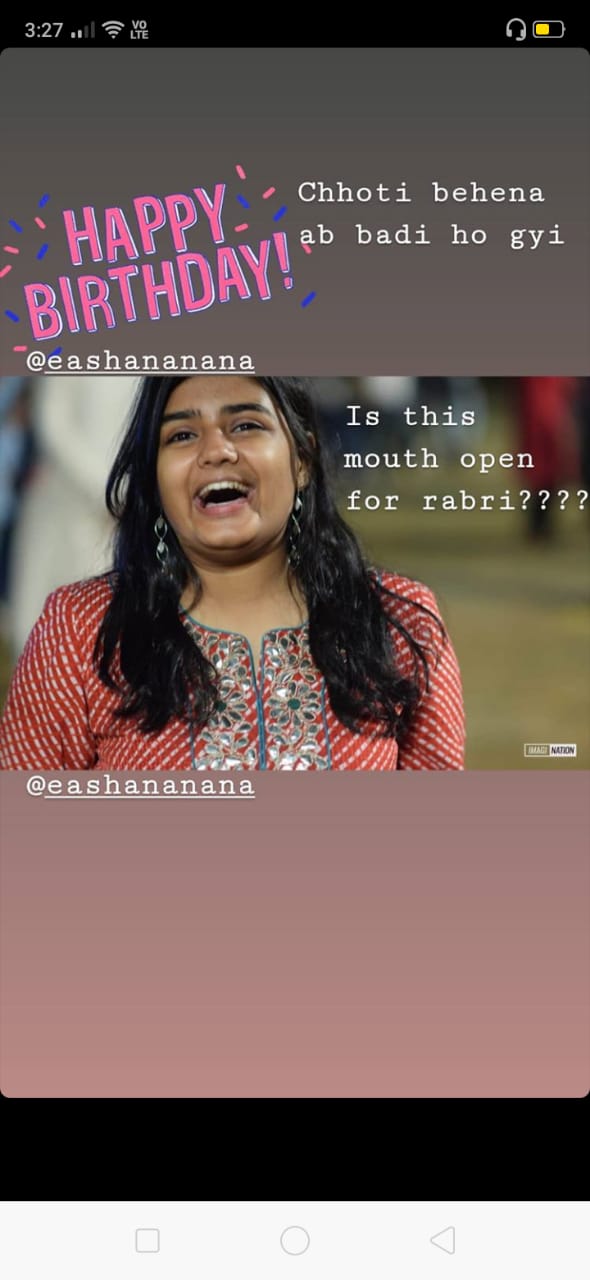 3:27 VO LTE
HAPPY
BIRTHDAY!
Chhoti behena
ab badi ho gyi
@eashananana
Is this
mouth open
for rabri????
IMAGI NATION
@eashananana